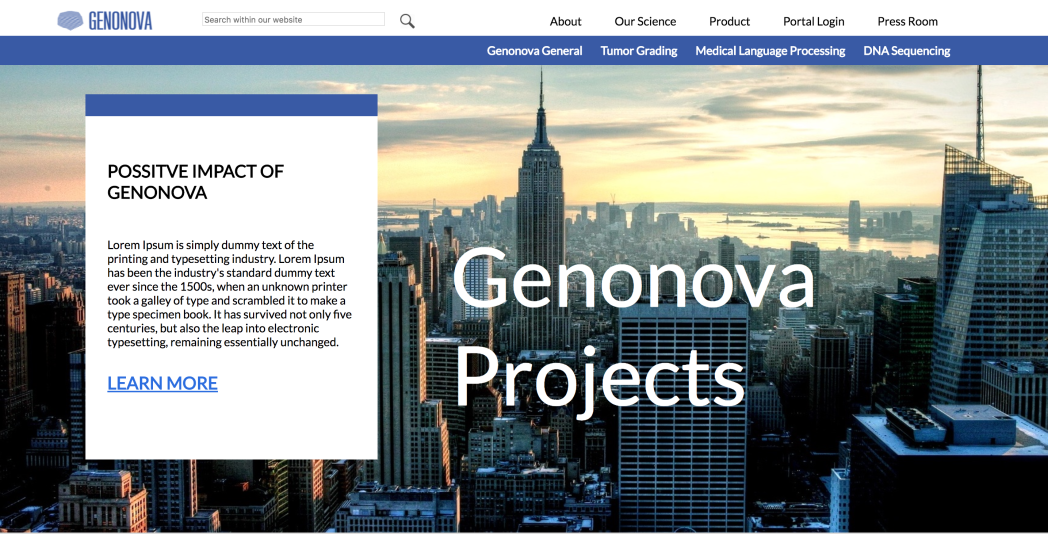 GENONOVA
Search within our website
About Our Science Product Portal Login Press Room
Genonova General Tumor Grading Medical Language Processing DNA Sequencing
POSSITVE IMPACT OF
GENONOVA
Lorem Ipsum is simply dummy text of the
printing and typesetting industry. Lorem Ipsum
has been the industry's standard dummy text
ever since the 1500s, when an unknown printer
took a galley of type and scrambled it to make a
type specimen book. It has survived not only five
centuries, but also the leap into electronic
typesetting, remaining essentially unchanged.
LEARN MORE
Genonova
Projects